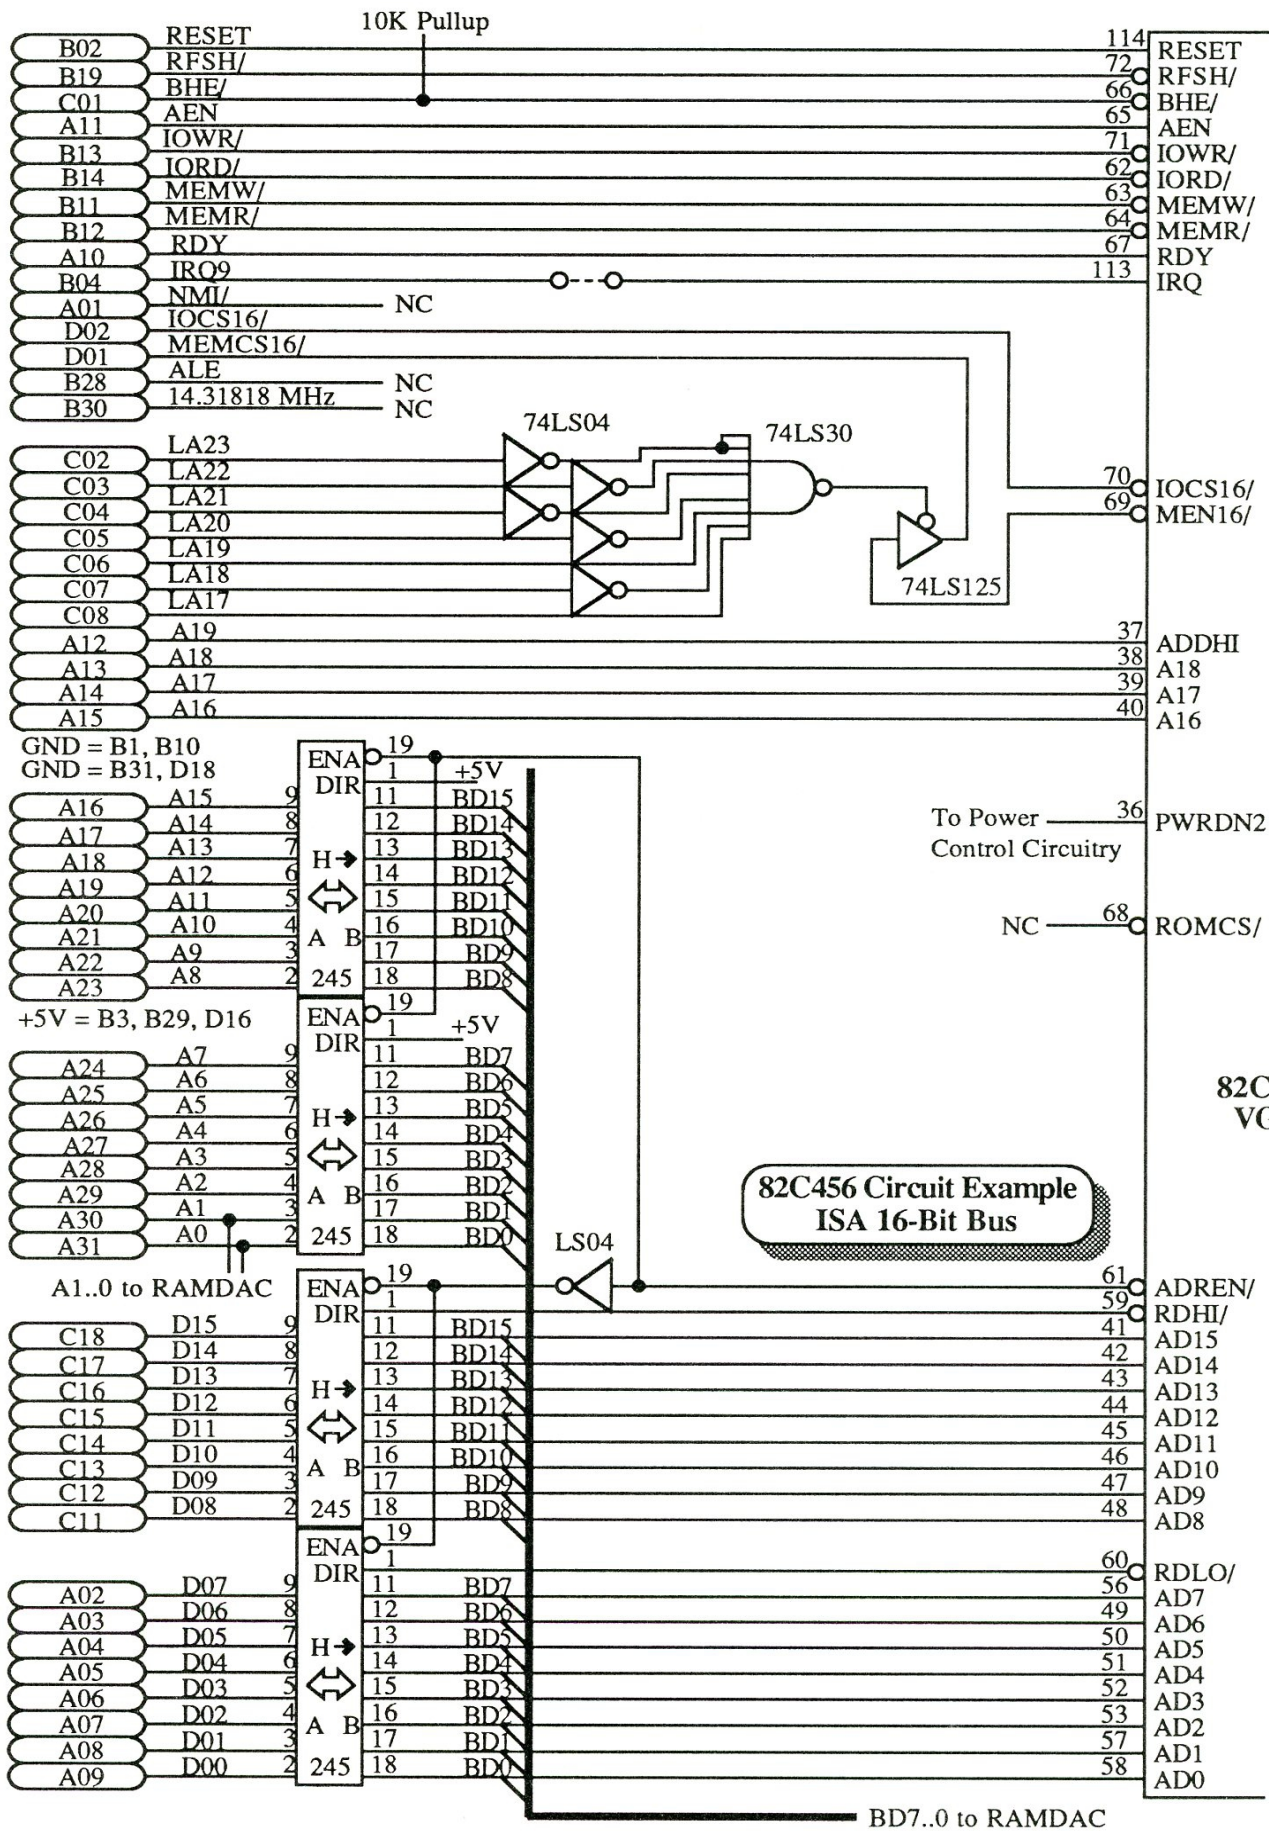 10K Pullup
B02 RESET 114 RESET
B19 RFSH/ 72 RFSH/
C01 BHE/ 66 BHE/
A11 AEN 65 AEN
B13 IOWR/ 71 IOWR/
B14 IORD/ 62 IORD/
B11 MEMW/ 63 MEMW/
B12 MEMR/ 64 MEMR/
A10 RDY 67 RDY
B04 IRQ9 113 IRQ
A01 NMI/ NC
D02 IOCS16/
D01 MEMCS16/
B28 ALE NC
B30 14.31818 MHz NC
74LS04 74LS30
C02 LA23
C03 LA22 70 IOCS16/
C04 LA21 69 MEN16/
C05 LA20
C06 LA19
C07 LA18 74LS125
C08 LA17
A12 A19 37 ADDHI
A13 A18 38 A18
A14 A17 39 A17
A15 A16 40 A16
GND = B1, B10 ENA 19
GND = B31, D18 DIR 1 +5V
A16 A15 9 11 BD15
A17 A14 8 12 BD14 To Power 36 PWRDN2
A18 A13 7 H 13 BD13 Control Circuitry
A19 A12 6 14 BD12
A20 A11 5 15 BD11
A21 A10 4 A B 16 BD10 NC 68 ROMCS/
A22 A9 3 17 BD9
A23 A8 2 245 18 BD8
+5V = B3, B29, D16 ENA 19
DIR 1 +5V
A24 A7 9 11 BD7
A25 A6 8 12 BD6 82C
A26 A5 7 H 13 BD5 VG
A27 A4 6 14 BD4
A28 A3 5 15 BD3
A29 A2 4 A B 16 BD2 82C456 Circuit Example
A30 A1 3 17 BD1 ISA 16-Bit Bus
A31 A0 2 245 18 BD0 LS04
A1..0 to RAMDAC ENA 19 61 ADREN/
DIR 1 59 RDHI/
C18 D15 9 11 BD15 41 AD15
C17 D14 8 12 BD14 42 AD14
C16 D13 7 H 13 BD13 43 AD13
C15 D12 6 14 BD12 44 AD12
C14 D11 5 15 BD11 45 AD11
C13 D10 4 A B 16 BD10 46 AD10
C12 D09 3 17 BD9 47 AD9
C11 D08 2 245 18 BD8 48 AD8
ENA 19
DIR 1 60 RDLO/
A02 D07 9 11 BD7 56 AD7
A03 D06 8 12 BD6 49 AD6
A04 D05 7 H 13 BD5 50 AD5
A05 D04 6 14 BD4 51 AD4
A06 D03 5 15 BD3 52 AD3
A07 D02 4 A B 16 BD2 53 AD2
A08 D01 3 17 BD1 57 AD1
A09 D00 2 245 18 BD0 58 AD0
BD7..0 to RAMDAC